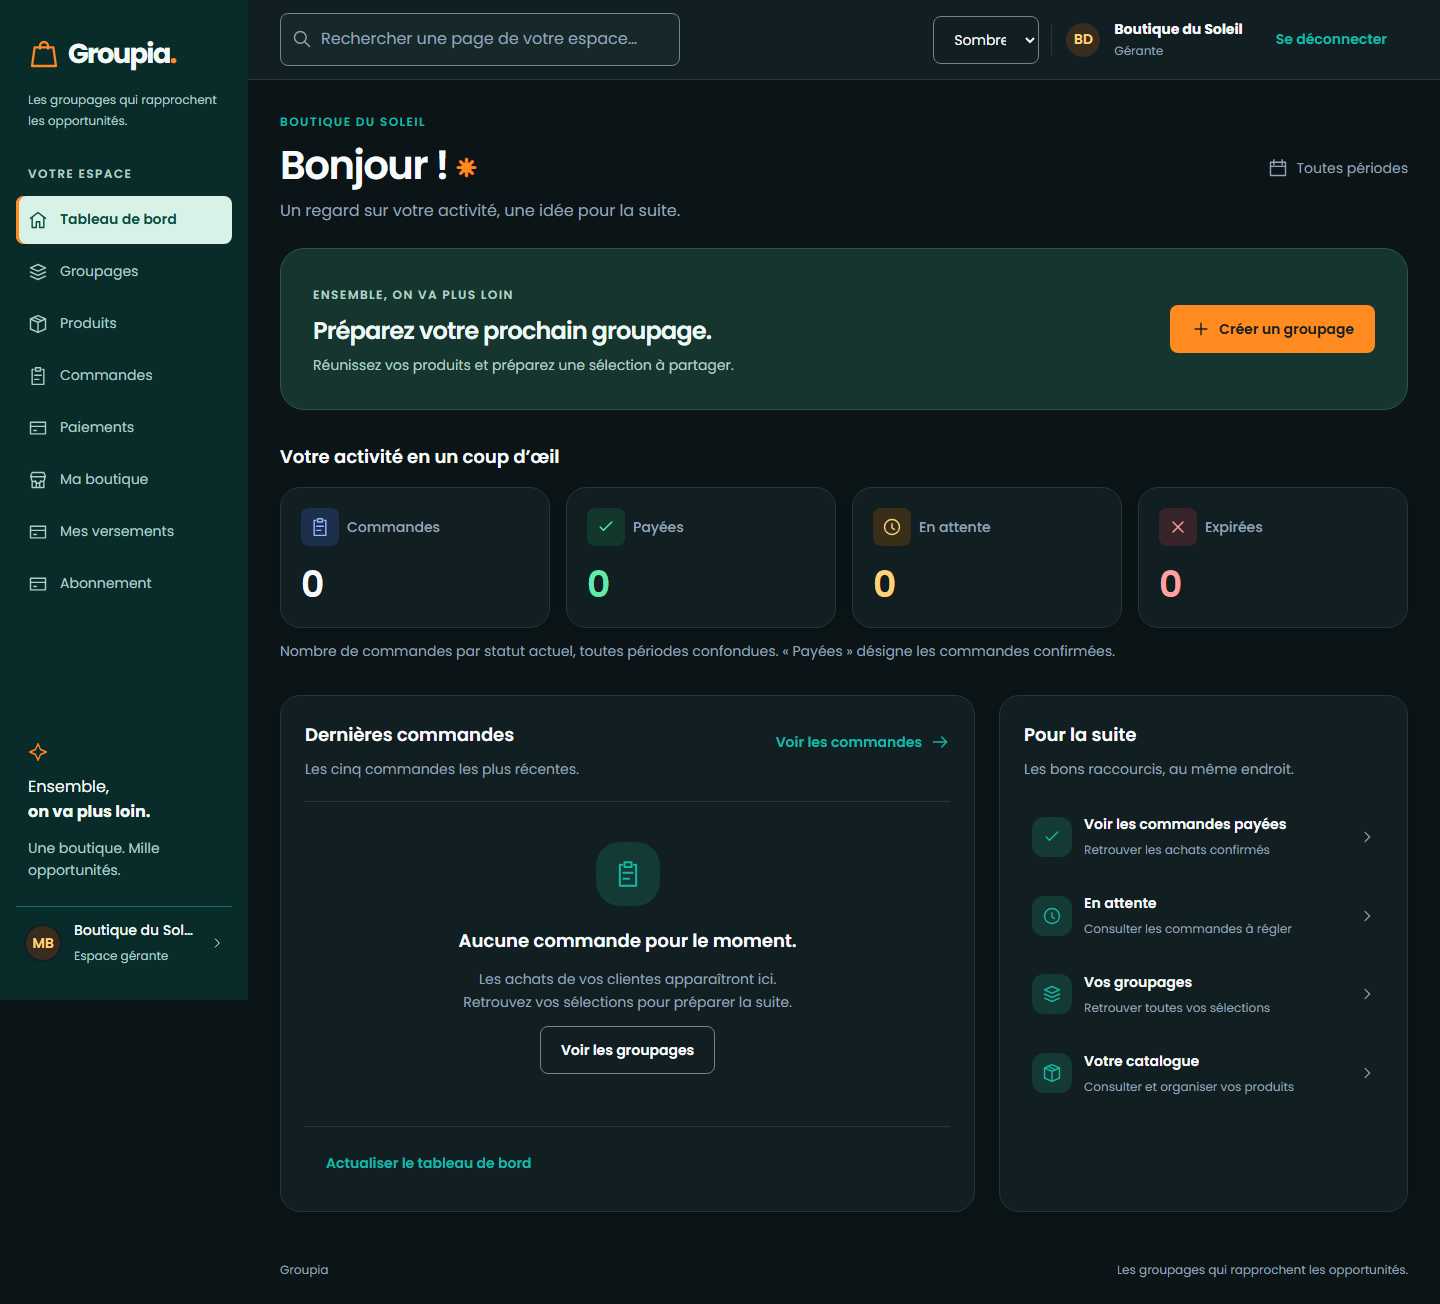 Groupia.
Les groupages qui rapprochent
les opportunités.
VOTRE ESPACE
Tableau de bord
Groupages
Produits
Commandes
Paiements
Ma boutique
Mes versements
Abonnement
Ensemble,
on va plus loin.
Une boutique. Mille
opportunités.
MB
Boutique du Sol...
Espace gérante
Rechercher une page de votre espace...
Sombre
BD
Boutique du Soleil
Gérante
Se déconnecter
BOUTIQUE DU SOLEIL
Bonjour !
Toutes périodes
Un regard sur votre activité, une idée pour la suite.
ENSEMBLE, ON VA PLUS LOIN
Préparez votre prochain groupage.
Réunissez vos produits et préparez une sélection à partager.
Créer un groupage
Votre activité en un coup d’œil
Commandes
0
Payées
0
En attente
0
Expirées
0
Nombre de commandes par statut actuel, toutes périodes confondues. « Payées » désigne les commandes confirmées.
Dernières commandes
Les cinq commandes les plus récentes.
Voir les commandes
Aucune commande pour le moment.
Les achats de vos clientes apparaîtront ici.
Retrouvez vos sélections pour préparer la suite.
Voir les groupages
Actualiser le tableau de bord
Pour la suite
Les bons raccourcis, au même endroit.
Voir les commandes payées
Retrouver les achats confirmés
En attente
Consulter les commandes à régler
Vos groupages
Retrouver toutes vos sélections
Votre catalogue
Consulter et organiser vos produits
Groupia
Les groupages qui rapprochent les opportunités.